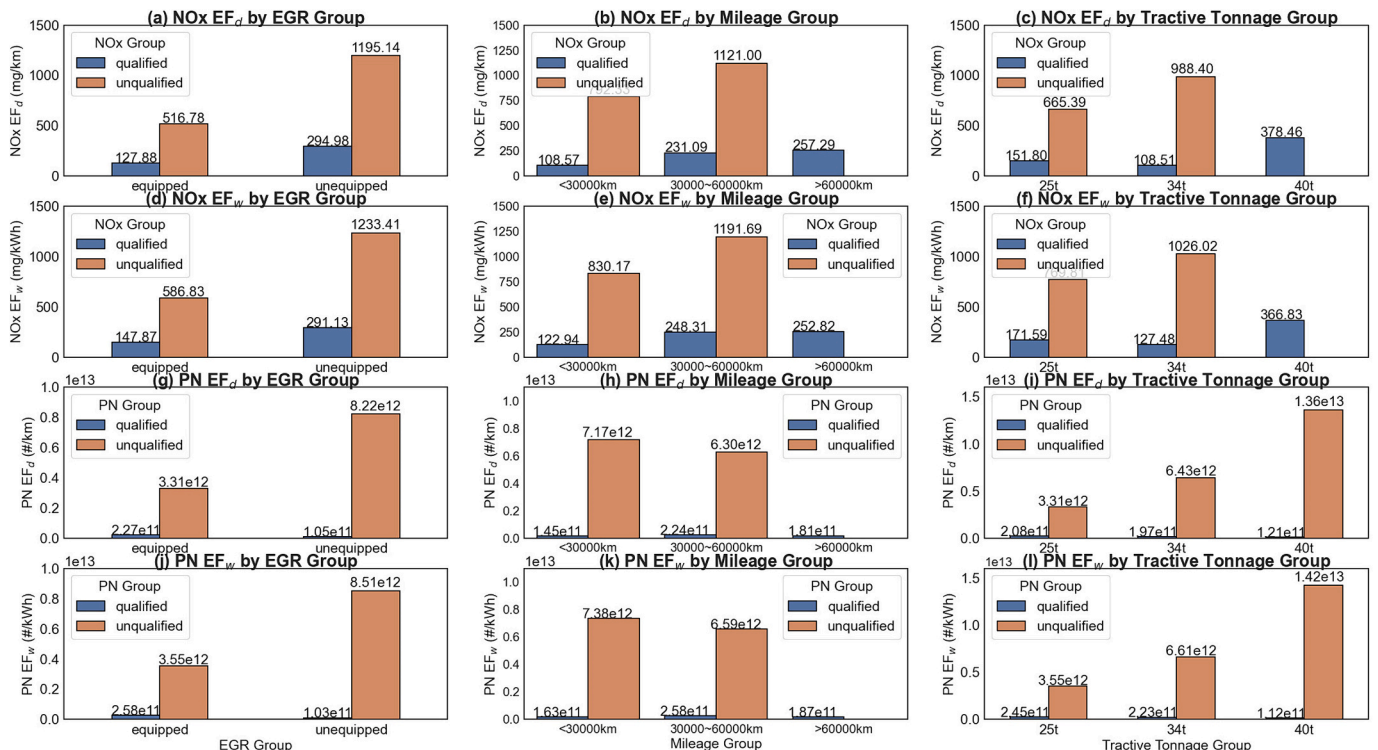 (a) NOx EFd by EGR Group
NOx EFd (mg/km)
1500
1000
500
0
NOx Group
qualified
unqualified
127.88
516.78
294.98
1195.14
equipped
unequipped
(b) NOx EFd by Mileage Group
NOx EFd (mg/km)
1500
1250
1000
750
500
250
0
NOx Group
qualified
unqualified
108.57
231.09
1121.00
257.29
<30000km
30000~60000km
>60000km
(c) NOx EFd by Tractive Tonnage Group
NOx EFd (mg/km)
1500
1000
500
0
NOx Group
qualified
unqualified
151.80
665.39
108.51
988.40
378.46
25t
34t
40t
(d) NOx EFw by EGR Group
NOx EFw (mg/kWh)
1500
1000
500
0
NOx Group
qualified
unqualified
147.87
586.83
291.13
1233.41
equipped
unequipped
(e) NOx EFw by Mileage Group
NOx EFw (mg/kWh)
1500
1250
1000
750
500
250
0
NOx Group
qualified
unqualified
122.94
830.17
248.31
1191.69
252.82
<30000km
30000~60000km
>60000km
(f) NOx EFw by Tractive Tonnage Group
NOx EFw (mg/kWh)
1500
1000
500
0
NOx Group
qualified
unqualified
171.59
127.48
1026.02
366.83
25t
34t
40t
(g) PN EFd by EGR Group
PN EFd (#/km)
1e13
1.0
0.8
0.6
0.4
0.2
0.0
PN Group
qualified
unqualified
2.27e11
3.31e12
1.05e11
8.22e12
equipped
unequipped
(h) PN EFd by Mileage Group
PN EFd (#/km)
1e13
1.0
0.8
0.6
0.4
0.2
0.0
PN Group
qualified
unqualified
1.45e11
7.17e12
2.24e11
6.30e12
1.81e11
<30000km
30000~60000km
>60000km
(i) PN EFd by Tractive Tonnage Group
PN EFd (#/km)
1e13
1.5
1.0
0.5
0.0
PN Group
qualified
unqualified
2.08e11
3.31e12
1.97e11
6.43e12
1.21e11
1.36e13
25t
34t
40t
(j) PN EFw by EGR Group
PN EFw (#/kWh)
1e13
1.0
0.8
0.6
0.4
0.2
0.0
PN Group
qualified
unqualified
2.58e11
3.55e12
1.03e11
8.51e12
equipped
unequipped
EGR Group
(k) PN EFw by Mileage Group
PN EFw (#/kWh)
1e13
1.0
0.8
0.6
0.4
0.2
0.0
PN Group
qualified
unqualified
1.63e11
7.38e12
2.58e11
6.59e12
1.87e11
<30000km
30000~60000km
>60000km
Mileage Group
(l) PN EFw by Tractive Tonnage Group
PN EFw (#/kWh)
1e13
1.5
1.0
0.5
0.0
PN Group
qualified
unqualified
2.45e11
3.55e12
2.23e11
6.61e12
1.12e11
1.42e13
25t
34t
40t
Tractive Tonnage Group